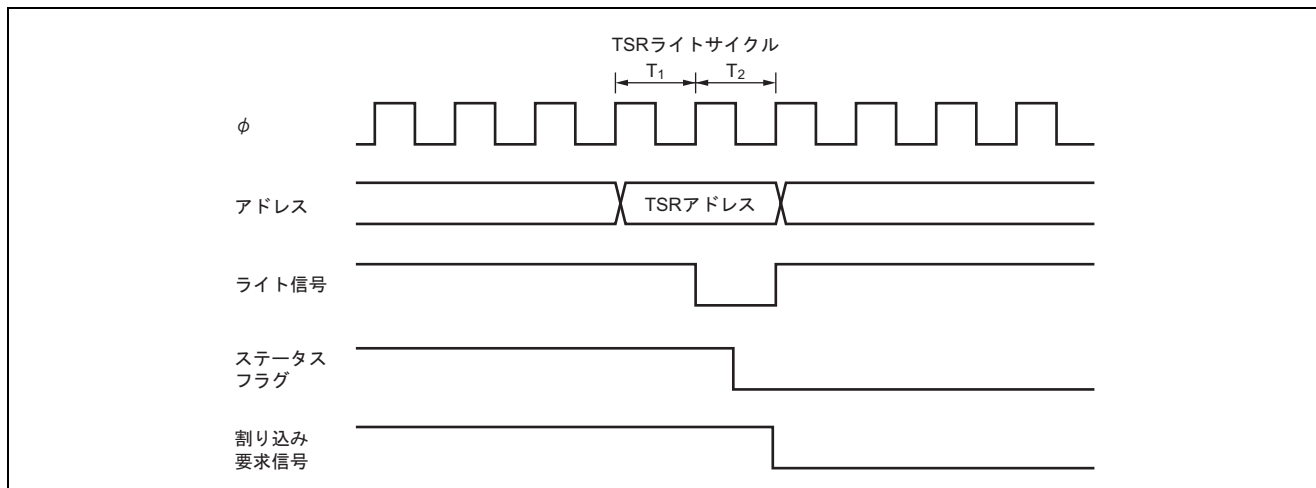 TSRライトサイクル
T1 T2
φ
アドレス
TSRアドレス
ライト信号
ステータス
フラグ
割り込み
要求信号